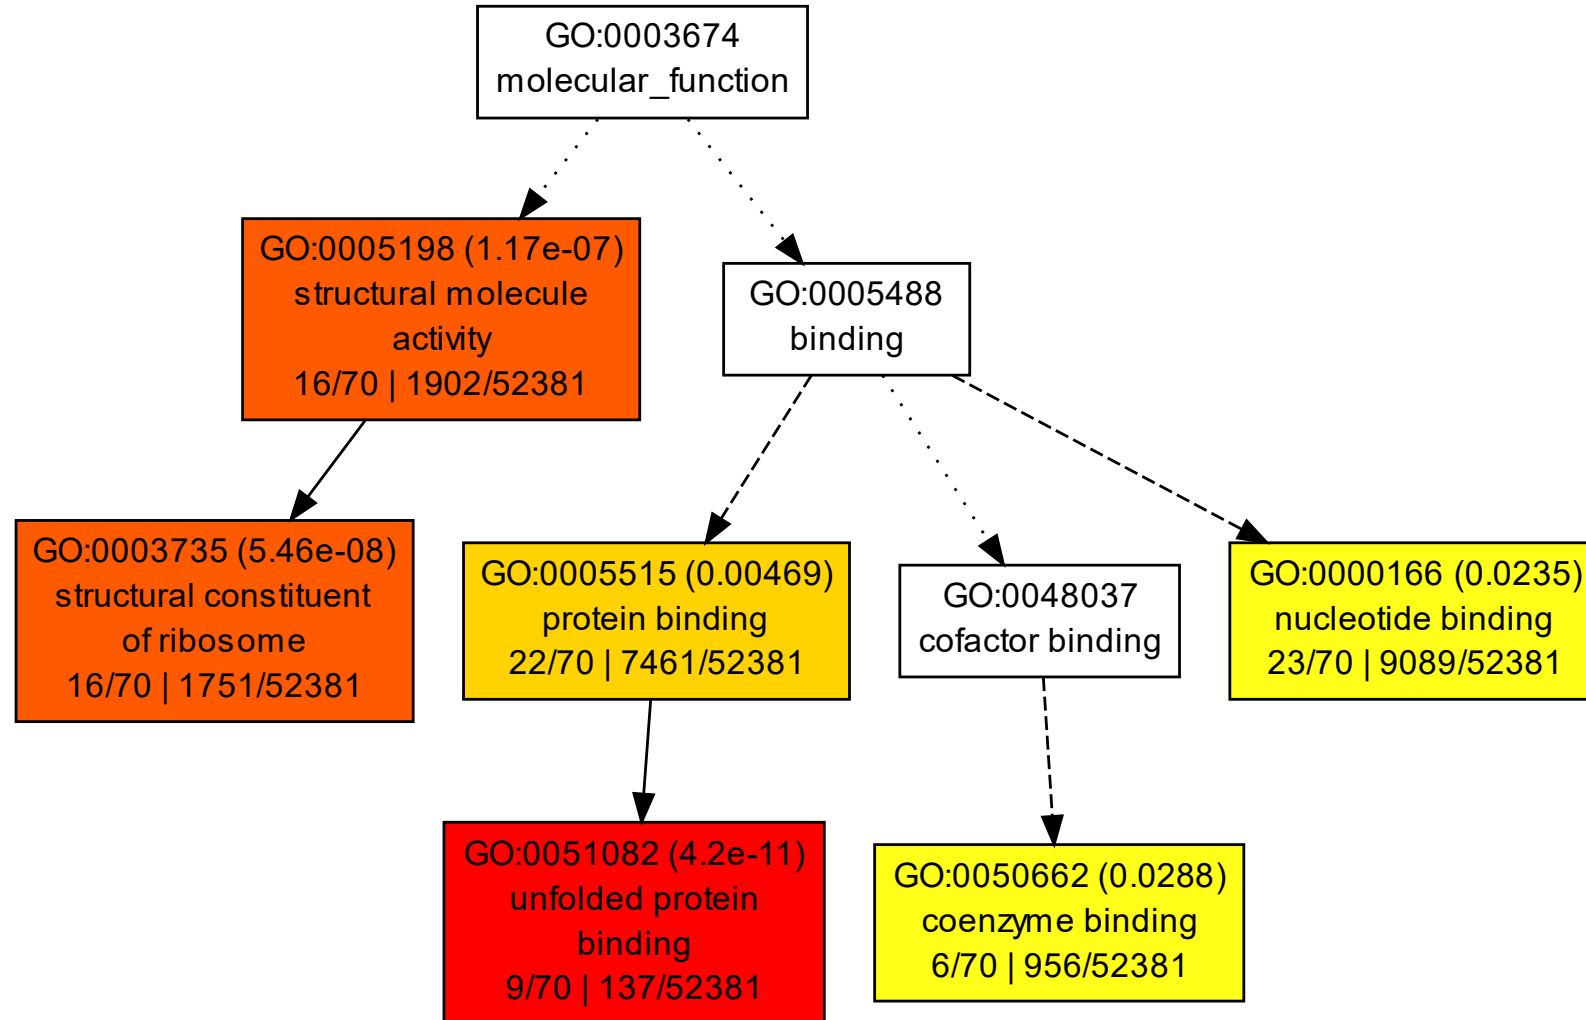 GO:0003674
molecular_function
GO:0005198 (1.17e-07)
structural molecule
activity
16/70 | 1902/52381
GO:0005488
binding
GO:0003735 (5.46e-08)
structural constituent
of ribosome
16/70 | 1751/52381
GO:0005515 (0.00469)
protein binding
22/70 | 7461/52381
GO:0048037
cofactor binding
GO:0000166 (0.0235)
nucleotide binding
23/70 | 9089/52381
GO:0051082 (4.2e-11)
unfolded protein
binding
9/70 | 137/52381
GO:0050662 (0.0288)
coenzyme binding
6/70 | 956/52381